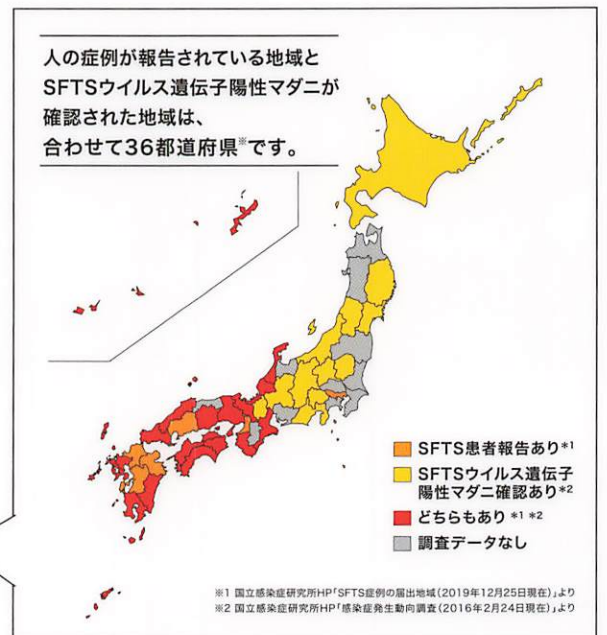 人の症例が報告されている地域と
SFTSウイルス遺伝子陽性マダニが
確認された地域は、
合わせて36都道府県※です。
SFTS患者報告あり*1
SFTSウイルス遺伝子
陽性マダニ確認あり*2
どちらもあり*1 *2
調査データなし
※1 国立感染症研究所HP「SFTS症例の届出地域(2019年12月25日現在)」より
※2 国立感染症研究所HP「感染症発生動向調査(2016年2月24日現在)」より